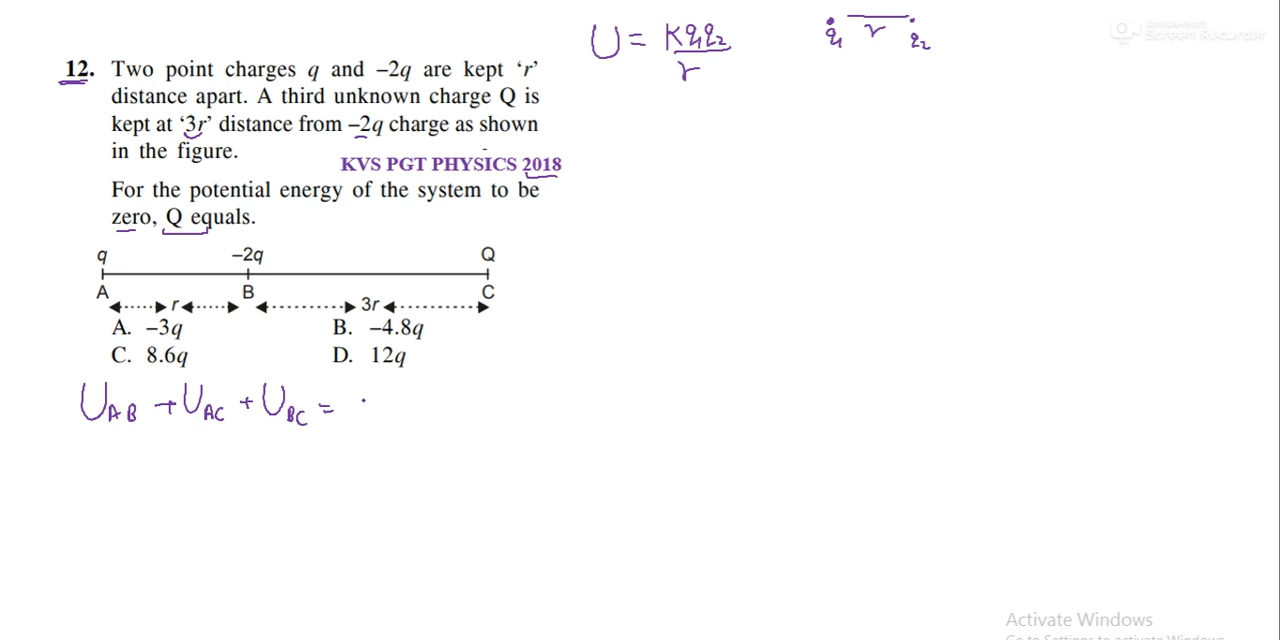 U = Kq₁q₂/r
q₁ r q₂
Screen Recorder
12. Two point charges q and −2q are kept ‘r’
distance apart. A third unknown charge Q is
kept at ‘3r’ distance from −2q charge as shown
in the figure.
KVS PGT PHYSICS 2018
For the potential energy of the system to be
zero, Q equals.
q −2q Q
A B C
r 3r
A. −3q B. −4.8q
C. 8.6q D. 12q
U_AB + U_AC + U_BC =
Activate Windows